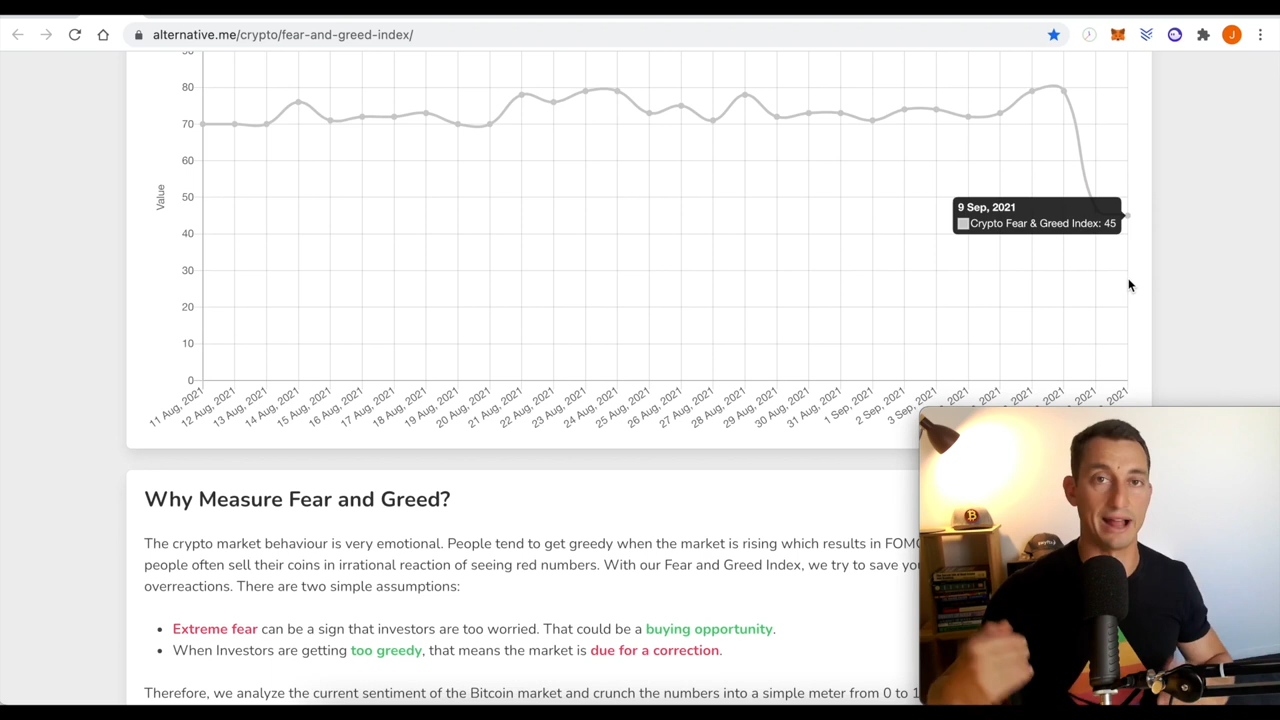 alternative.me/crypto/fear-and-greed-index/
J
80
70
60
50
40
30
20
10
0
Value
9 Sep, 2021
Crypto Fear & Greed Index: 45
11 Aug, 2021
12 Aug, 2021
13 Aug, 2021
14 Aug, 2021
15 Aug, 2021
16 Aug, 2021
17 Aug, 2021
18 Aug, 2021
19 Aug, 2021
20 Aug, 2021
21 Aug, 2021
22 Aug, 2021
23 Aug, 2021
24 Aug, 2021
25 Aug, 2021
26 Aug, 2021
27 Aug, 2021
28 Aug, 2021
29 Aug, 2021
30 Aug, 2021
31 Aug, 2021
1 Sep, 2021
2 Sep, 2021
Why Measure Fear and Greed?
The crypto market behaviour is very emotional. People tend to get greedy when the market is rising which results in FOMO
people often sell their coins in irrational reaction of seeing red numbers. With our Fear and Greed Index, we try to save
overreactions. There are two simple assumptions:
• Extreme fear can be a sign that investors are too worried. That could be a buying opportunity.
• When Investors are getting too greedy, that means the market is due for a correction.
Therefore, we analyze the current sentiment of the Bitcoin market and crunch the numbers into a simple meter from 0 to